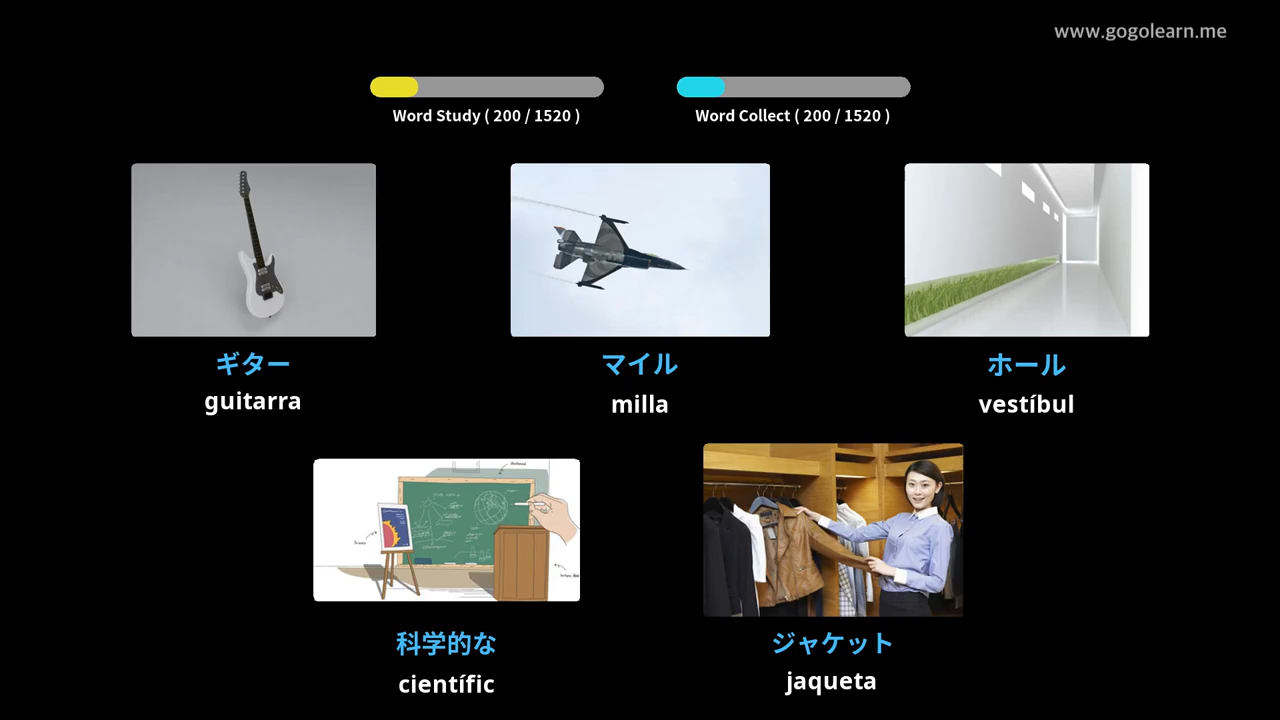 www.gogolearn.me
Word Study ( 200 / 1520 )
Word Collect ( 200 / 1520 )
ギター
guitarra
マイル
milla
ホール
vestíbul
科学的な
científic
ジャケット
jaqueta